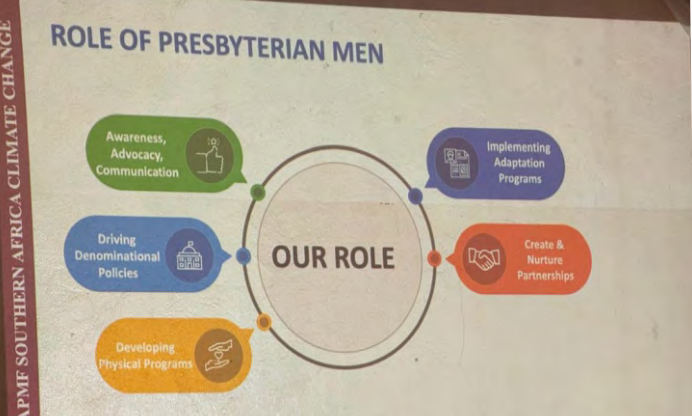 ROLE OF PRESBYTERIAN MEN
APMF SOUTHERN AFRICA CLIMATE CHANGE
Awareness,
Advocacy,
Communication
Driving
Denominational
Policies
Developing
Physical Programs
OUR ROLE
Implementing
Adaptation
Programs
Create &
Nurture
Partnerships